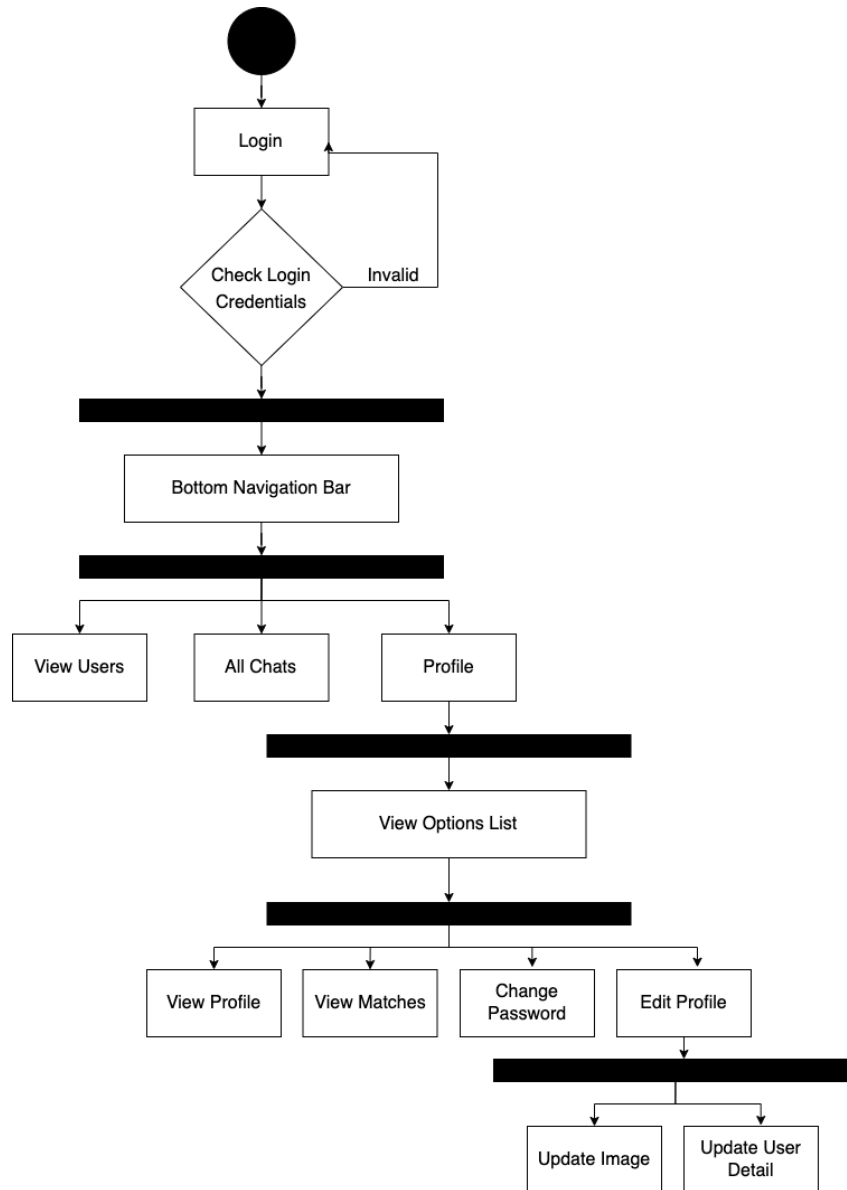 Login
Check Login
Credentials
Invalid
Bottom Navigation Bar
View Users
All Chats
Profile
View Options List
View Profile
View Matches
Change
Password
Edit Profile
Update Image
Update User
Detail